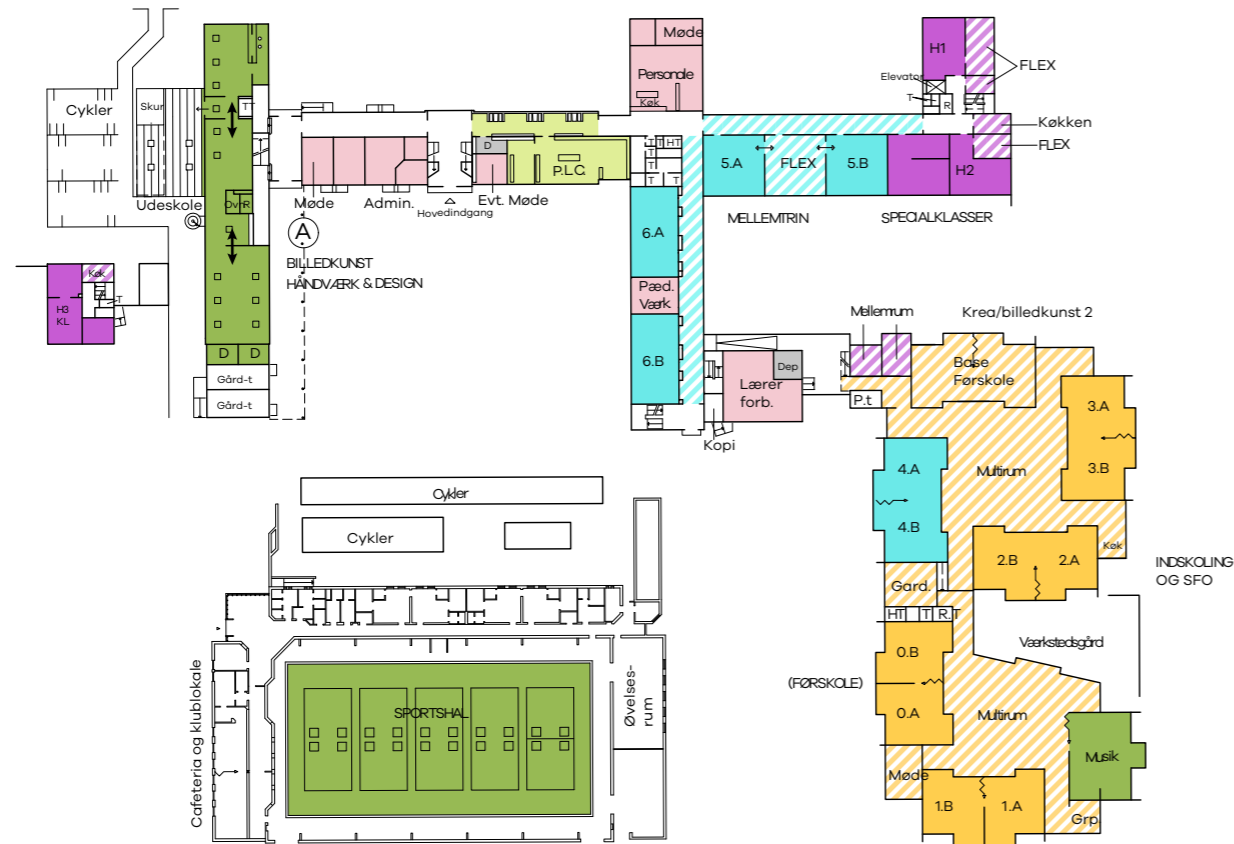 Møde
H1
FLEX
Personale
Elevator
Køk
T
R
Cykler
Skur
TT
D
T
T
HT
T
T
T
Køkken
FLEX
P.L.C
5.A
FLEX
5.B
H2
Udeskole
Ovn
R
Møde
Admin.
Hovedindgang
Evt. Møde
MELLEMTRIN
SPECIALKLASSER
A
6.A
BILLEDKUNST
HÅNDVÆRK & DESIGN
Køk
T
H3
KL
Pæd.
Værk.
Mellemrum
Krea/billedkunst 2
D
D
6.B
Dep
Base
Førskole
Gård-t
Lærer
forb.
Gård-t
P.t
3.A
Kopi
3.B
4.A
Multirum
4.B
Cykler
Cykler
2.B
2.A
Køk
INDSKOLING
OG SFO
Gard.
HT
T
R.T
Værkstedsgård
0.B
(FØRSKOLE)
0.A
Multirum
Cafeteria og klublokale
SPORTSHAL
Øvelses-
rum
Musik
Møde
1.B
1.A
Grp.